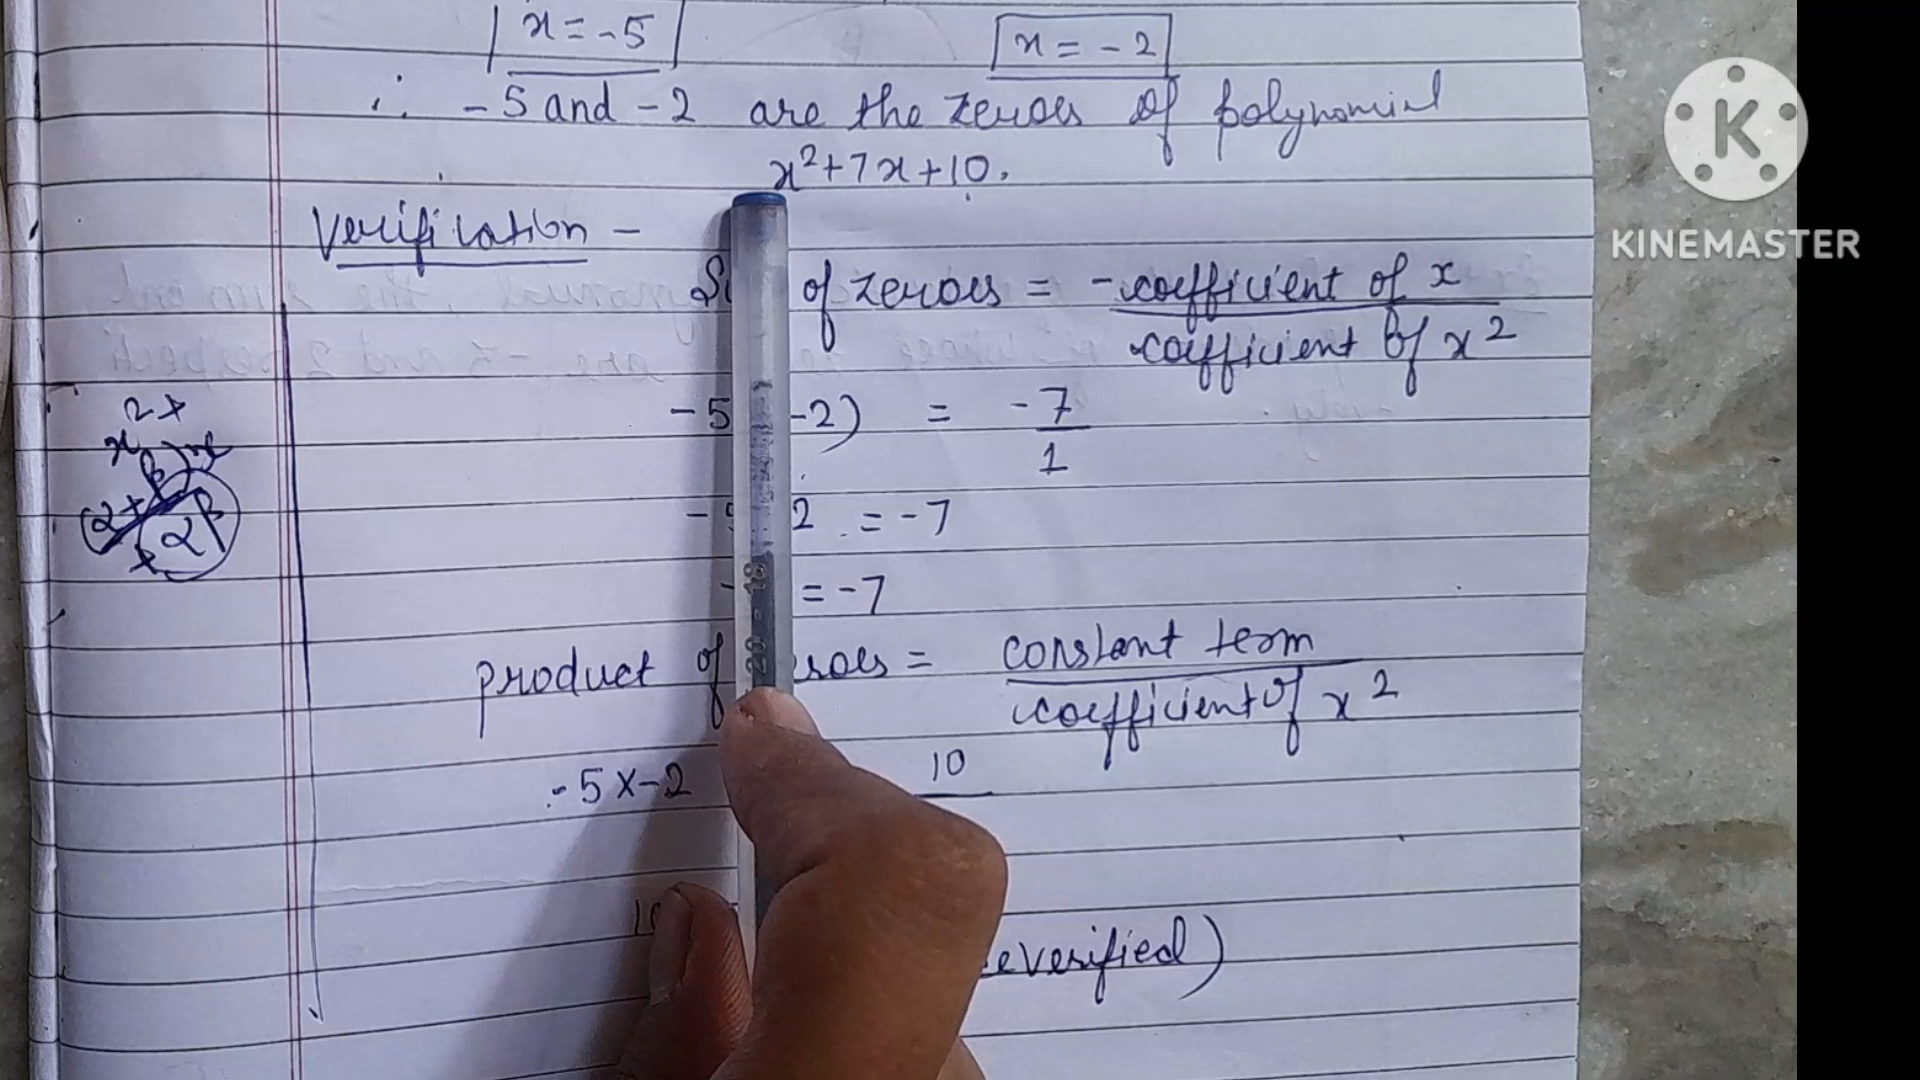 x = -5 x = -2
∴ -5 and -2 are the zeroes of polynomial
x²+7x+10.
Verification -
of zeroes = -coefficient of x
coefficient of x²
-5 -2) = -7
1
- 2 = -7
- = -7
product of = constant term
coefficient of x²
-5 x -2 10
verified)
2+
αβ
K
KINEMASTER